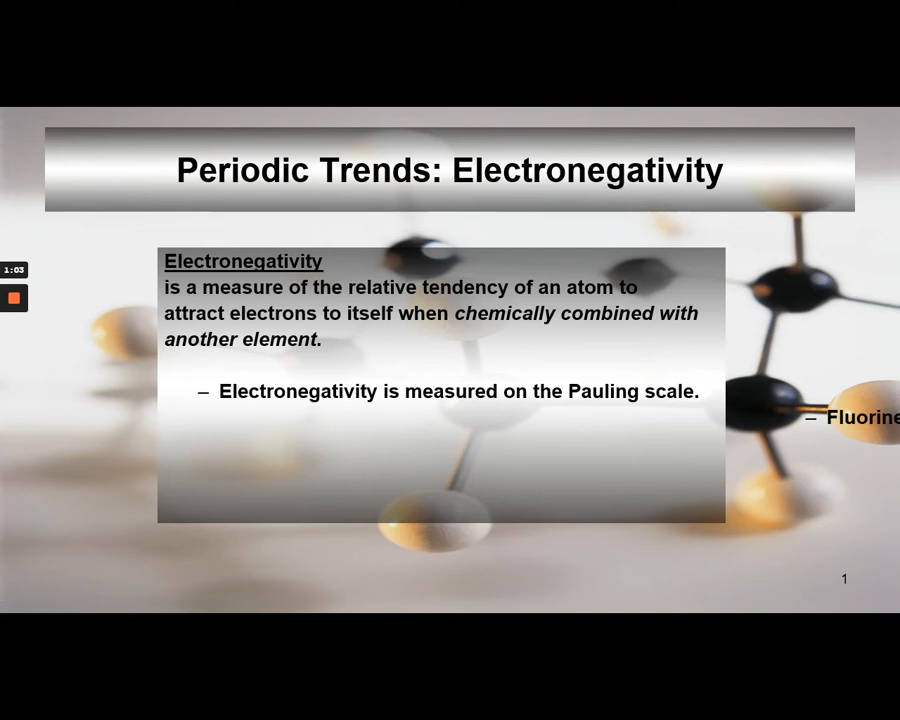 Periodic Trends: Electronegativity
1:03
Electronegativity
is a measure of the relative tendency of an atom to
attract electrons to itself when chemically combined with
another element.
– Electronegativity is measured on the Pauling scale.
– Fluorine
1